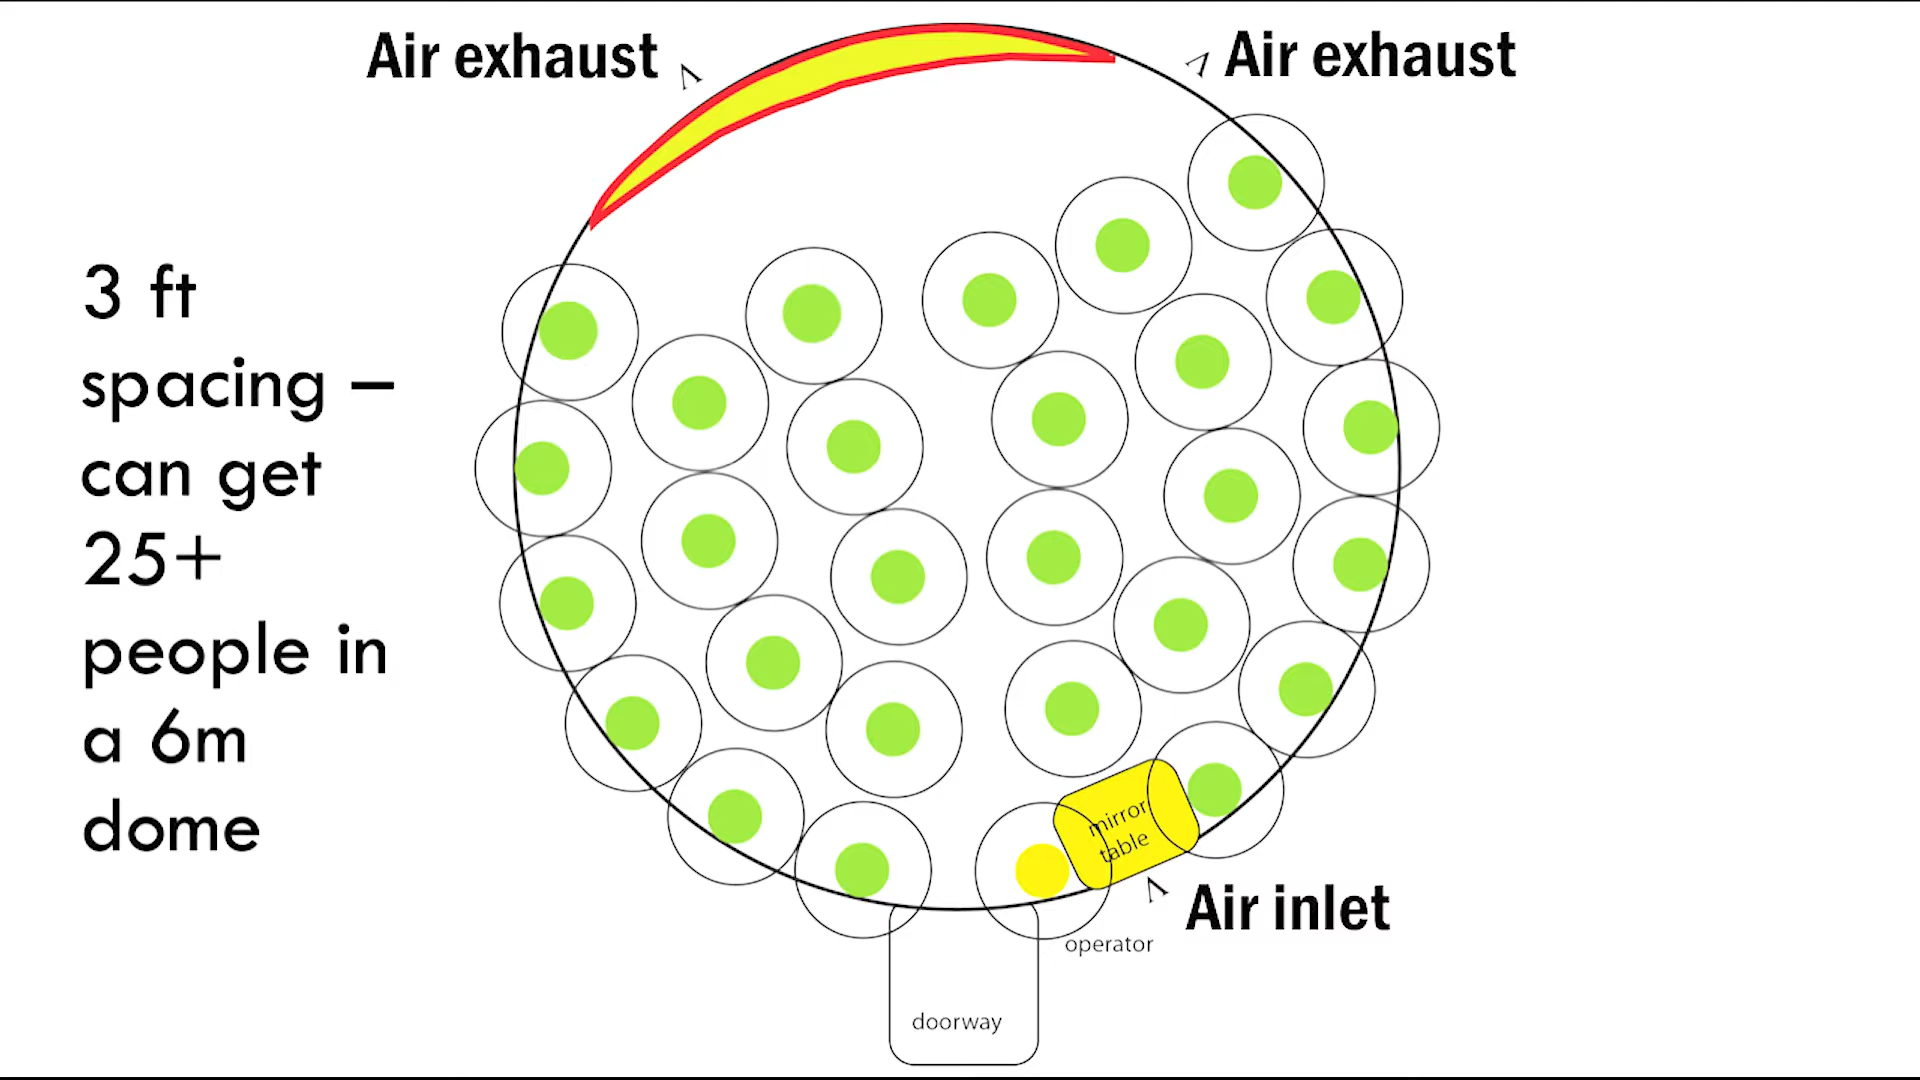 Air exhaust
Air exhaust
3 ft
spacing –
can get
25+
people in
a 6m
dome
mirror
table
Air inlet
operator
doorway